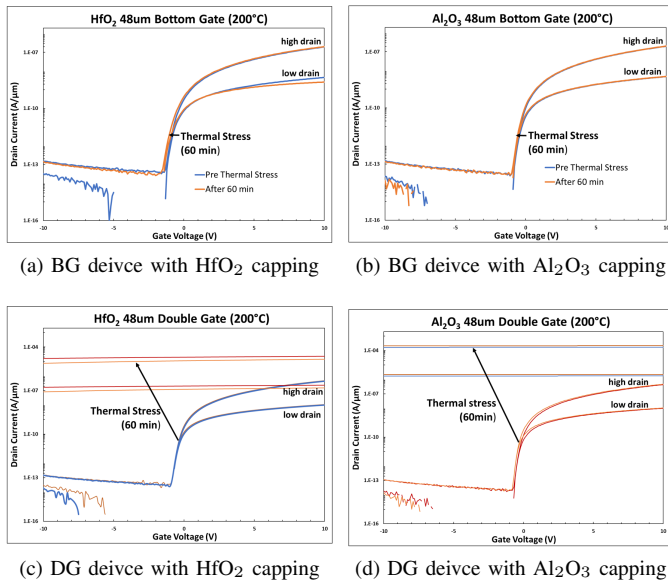 HfO2 48um Bottom Gate (200°C)
Drain Current (A/µm)
1.E-07
1.E-10
1.E-13
1.E-16
high drain
low drain
Thermal Stress
(60 min)
Pre Thermal Stress
After 60 min
-10 -5 0 5 10
Gate Voltage (V)
(a) BG deivce with HfO2 capping
Al2O3 48um Bottom Gate (200°C)
Drain Current (A/µm)
1.E-07
1.E-10
1.E-13
1.E-16
high drain
low drain
Thermal Stress
(60 min)
Pre Thermal Stress
After 60 min
-10 -5 0 5 10
Gate Voltage (V)
(b) BG deivce with Al2O3 capping
HfO2 48um Double Gate (200°C)
Drain Current (A/µm)
1.E-01
1.E-04
1.E-07
1.E-10
1.E-13
1.E-16
high drain
low drain
Thermal Stress
(60 min)
-10 -5 0 5 10
Gate Voltage (V)
(c) DG deivce with HfO2 capping
Al2O3 48um Double Gate (200°C)
Drain Current (A/µm)
1.E-04
1.E-07
1.E-10
1.E-13
1.E-16
high drain
low drain
Thermal stress
(60min)
-10 -5 0 5 10
Gate Voltage (V)
(d) DG deivce with Al2O3 capping